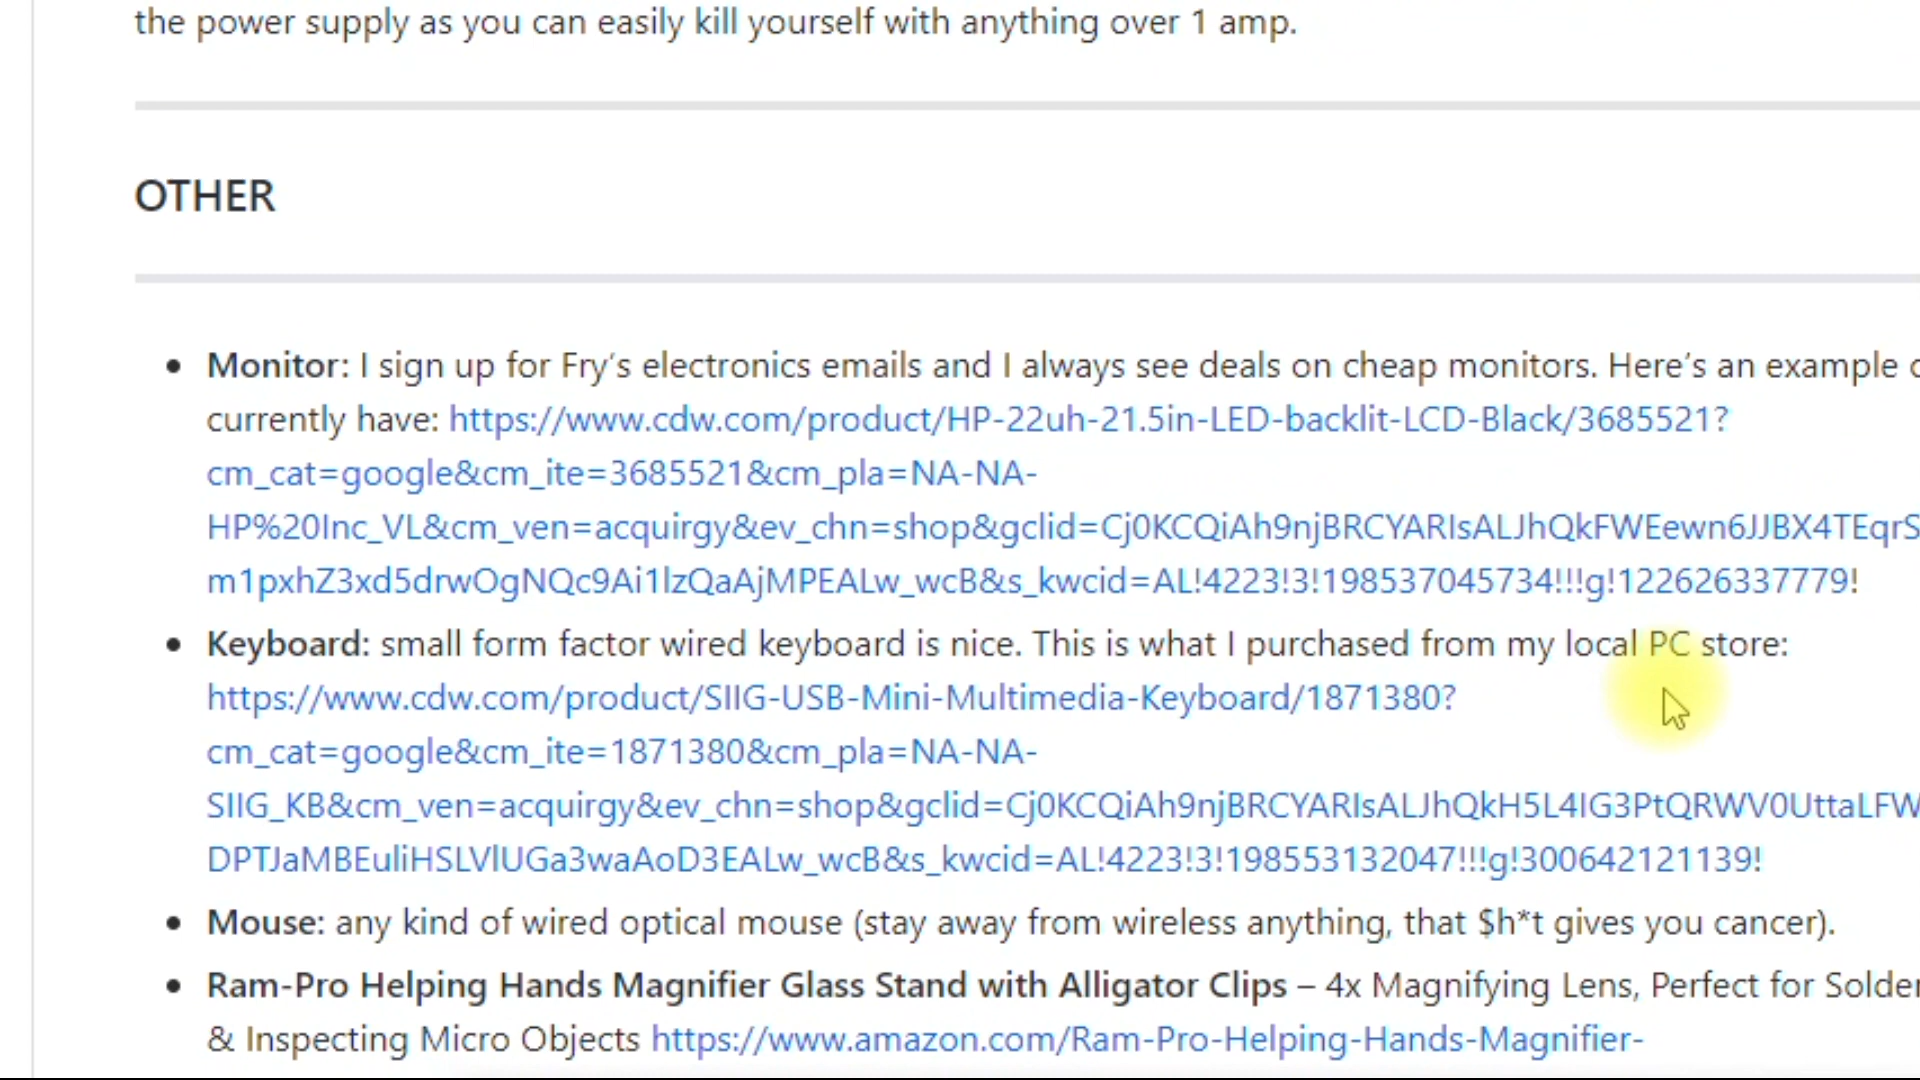 the power supply as you can easily kill yourself with anything over 1 amp.
OTHER
• Monitor: I sign up for Fry’s electronics emails and I always see deals on cheap monitors. Here’s an example
currently have: https://www.cdw.com/product/HP-22uh-21.5in-LED-backlit-LCD-Black/3685521?
cm_cat=google&cm_ite=3685521&cm_pla=NA-NA-
HP%20Inc_VL&cm_ven=acquirgy&ev_chn=shop&gclid=Cj0KCQiAh9njBRCYARIsALJhQkFWEewn6JJBX4TEqrS
m1pxhZ3xd5drwOgNQc9Ai1lzQaAjMPEALw_wcB&s_kwcid=AL!4223!3!198537045734!!!g!122626337779!
• Keyboard: small form factor wired keyboard is nice. This is what I purchased from my local PC store:
https://www.cdw.com/product/SIIG-USB-Mini-Multimedia-Keyboard/1871380?
cm_cat=google&cm_ite=1871380&cm_pla=NA-NA-
SIIG_KB&cm_ven=acquirgy&ev_chn=shop&gclid=Cj0KCQiAh9njBRCYARIsALJhQkH5L4IG3PtQRWV0UttaLFW
DPTJaMBEuliHSLVlUGa3waAoD3EALw_wcB&s_kwcid=AL!4223!3!198553132047!!!g!300642121139!
• Mouse: any kind of wired optical mouse (stay away from wireless anything, that $h*t gives you cancer).
• Ram-Pro Helping Hands Magnifier Glass Stand with Alligator Clips – 4x Magnifying Lens, Perfect for Solder
& Inspecting Micro Objects https://www.amazon.com/Ram-Pro-Helping-Hands-Magnifier-